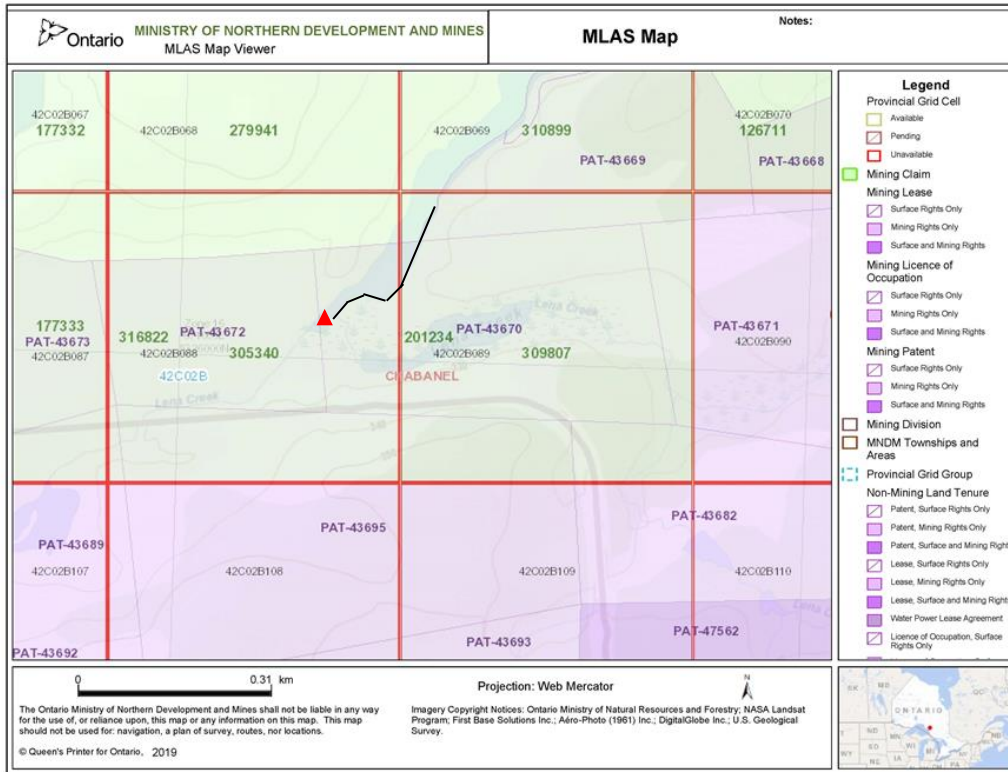 Ontario
MINISTRY OF NORTHERN DEVELOPMENT AND MINES
MLAS Map Viewer
MLAS Map
Notes:
42C02B067
177332
42C02B068
279941
42C02B069
310899
42C02B070
126711
PAT-43669
PAT-43668
177333
PAT-43673
42C02B087
316822
PAT-43672
42C02B088
305340
42C02B
Lena Creek
201234
PAT-43670
42C02B089
309807
Lena Creek
CHABANEL
PAT-43671
42C02B090
340
PAT-43689
42C02B107
PAT-43695
42C02B108
42C02B109
PAT-43682
42C02B110
PAT-43692
PAT-43693
PAT-47562
Legend
Provincial Grid Cell
Available
Pending
Unavailable
Mining Claim
Mining Lease
Surface Rights Only
Mining Rights Only
Surface and Mining Rights
Mining Licence of
Occupation
Surface Rights Only
Mining Rights Only
Surface and Mining Rights
Mining Patent
Surface Rights Only
Mining Rights Only
Surface and Mining Rights
Mining Division
MNDM Townships and
Areas
Provincial Grid Group
Non-Mining Land Tenure
Patent, Surface Rights Only
Patent, Mining Rights Only
Patent, Surface and Mining Right
Lease, Surface Rights Only
Lease, Mining Rights Only
Lease, Surface and Mining Right
Water Power Lease Agreement
Licence of Occupation, Surface
Rights Only
0 0.31 km
The Ontario Ministry of Northern Development and Mines shall not be liable in any way
for the use of, or reliance upon, this map or any information on this map. This map
should not be used for: navigation, a plan of survey, routes, nor locations.
© Queen's Printer for Ontario, 2019
Projection: Web Mercator
N
Imagery Copyright Notices: Ontario Ministry of Natural Resources and Forestry; NASA Landsat
Program; First Base Solutions Inc.; Aéro-Photo (1961) Inc.; DigitalGlobe Inc.; U.S. Geological
Survey.
ONTARIO